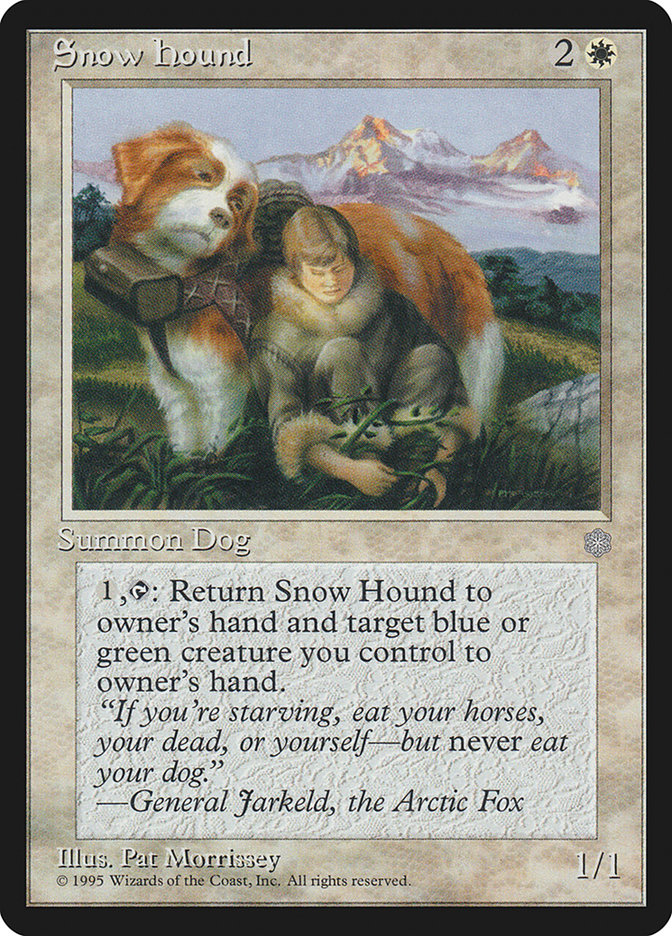 Snow Hound
2
Summon Dog
1,: Return Snow Hound to
owner's hand and target blue or
green creature you control to
owner's hand.
“If you're starving, eat your horses,
your dead, or yourself—but never eat
your dog.”
—General Jarkeld, the Arctic Fox
Illus. Pat Morrissey
1/1
© 1995 Wizards of the Coast, Inc. All rights reserved.